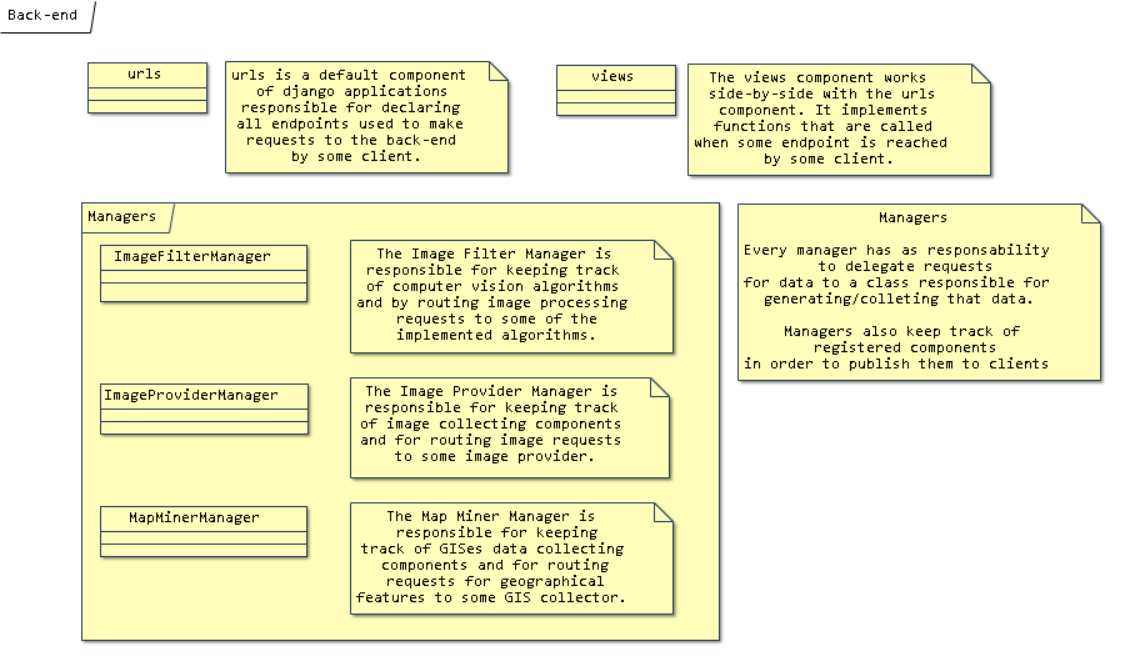 Back-end
urls
urls is a default component
of django applications
responsible for declaring
all endpoints used to make
requests to the back-end
by some client.
views
The views component works
side-by-side with the urls
component. It implements
functions that are called
when some endpoint is reached
by some client.
Managers
ImageFilterManager
The Image Filter Manager is
responsible for keeping track
of computer vision algorithms
and by routing image processing
requests to some of the
implemented algorithms.
ImageProviderManager
The Image Provider Manager is
responsible for keeping track
of image collecting components
and for routing image requests
to some image provider.
MapMinerManager
The Map Miner Manager is
responsible for keeping
track of GISes data collecting
components and for routing
requests for geographical
features to some GIS collector.
Managers
Every manager has as responsability
to delegate requests
for data to a class responsible for
generating/colleting that data.
Managers also keep track of
registered components
in order to publish them to clients